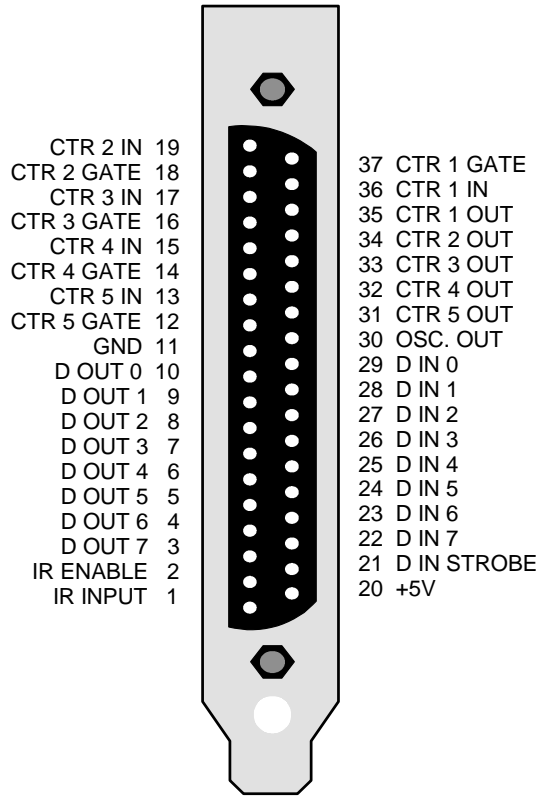 CTR 2 IN 19
CTR 2 GATE 18
CTR 3 IN 17
CTR 3 GATE 16
CTR 4 IN 15
CTR 4 GATE 14
CTR 5 IN 13
CTR 5 GATE 12
GND 11
D OUT 0 10
D OUT 1 9
D OUT 2 8
D OUT 3 7
D OUT 4 6
D OUT 5 5
D OUT 6 4
D OUT 7 3
IR ENABLE 2
IR INPUT 1
37 CTR 1 GATE
36 CTR 1 IN
35 CTR 1 OUT
34 CTR 2 OUT
33 CTR 3 OUT
32 CTR 4 OUT
31 CTR 5 OUT
30 OSC. OUT
29 D IN 0
28 D IN 1
27 D IN 2
26 D IN 3
25 D IN 4
24 D IN 5
23 D IN 6
22 D IN 7
21 D IN STROBE
20 +5V